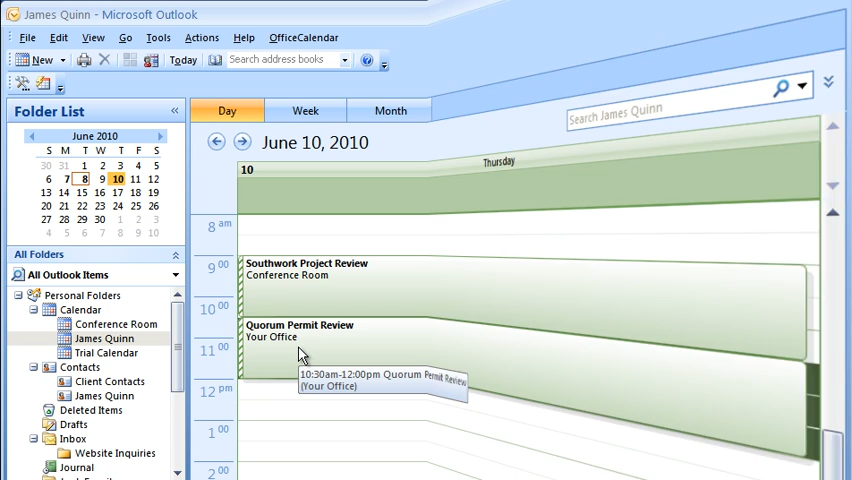 James Quinn - Microsoft Outlook
File Edit View Go Tools Actions Help OfficeCalendar
New Today Search address books
Folder List
Day Week Month
Search James Quinn
June 2010
June 10, 2010
S M T W T F S
30 31 1 2 3 4 5
6 7 8 9 10 11 12
13 14 15 16 17 18 19
20 21 22 23 24 25 26
27 28 29 30 1 2 3
4 5 6 7 8 9 10
10 Thursday
8 am
9 00
10 00
11 00
12 pm
1 00
2 00
Southwork Project Review
Conference Room
Quorum Permit Review
Your Office
10:30am-12:00pm Quorum Permit Review
(Your Office)
All Folders
All Outlook Items
Personal Folders
Calendar
Conference Room
James Quinn
Trial Calendar
Contacts
Client Contacts
James Quinn
Deleted Items
Drafts
Inbox
Website Inquiries
Journal